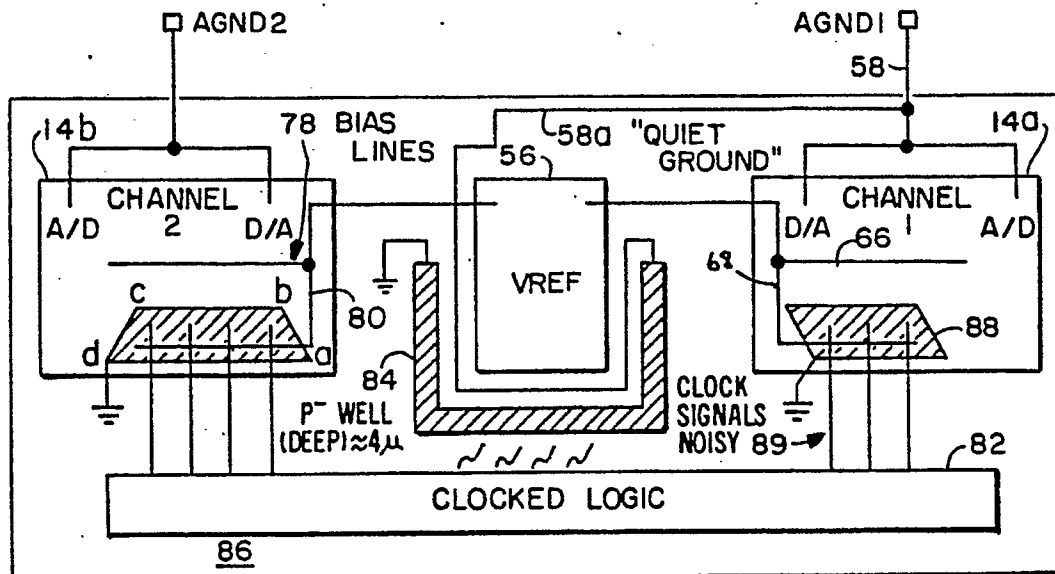 AGND2
AGND1
58
14b
78 BIAS
LINES
58a
"QUIET
GROUND"
56
14a
CHANNEL
2
A/D
D/A
CHANNEL
1
D/A
A/D
66
68
VREF
c
b
80
88
d
a
84
P⁻ WELL
(DEEP)≈4μ
CLOCK
SIGNALS
NOISY 89
82
CLOCKED LOGIC
86